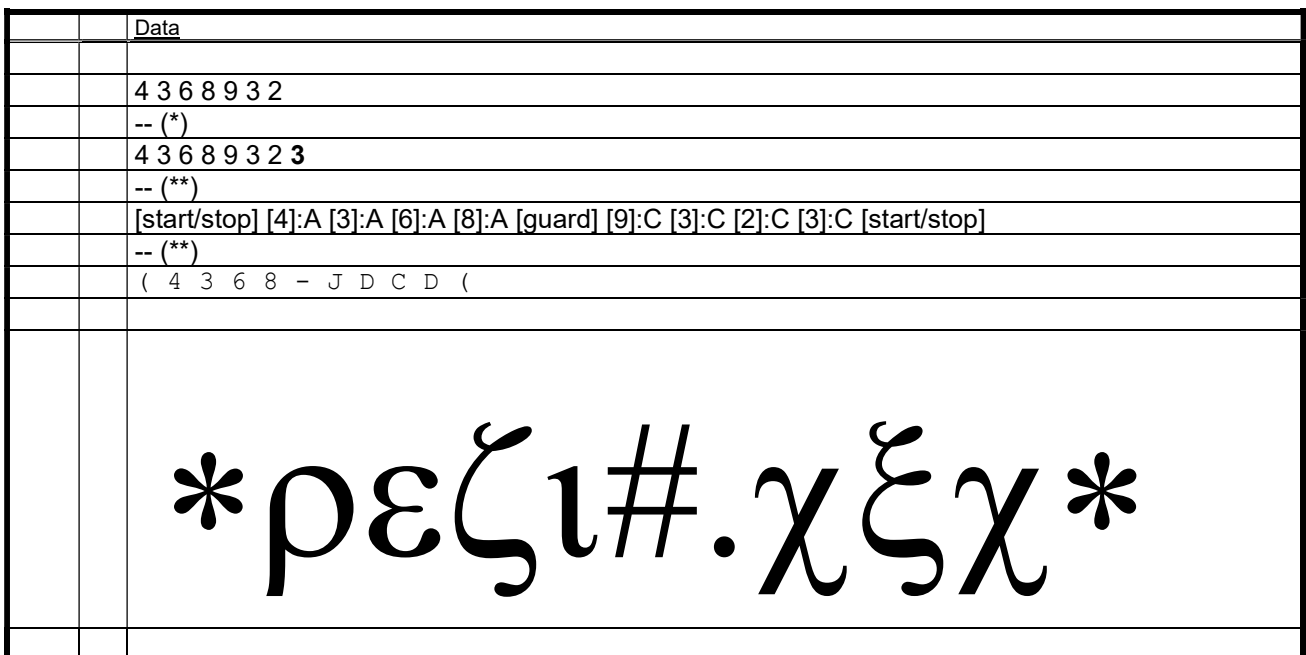 Data
4 3 6 8 9 3 2
-- (*)
4 3 6 8 9 3 2 3
-- (**)
[start/stop] [4]:A [3]:A [6]:A [8]:A [guard] [9]:C [3]:C [2]:C [3]:C [start/stop]
-- (**)
( 4 3 6 8 - J D C D (
*ρεζι#.χξχ*